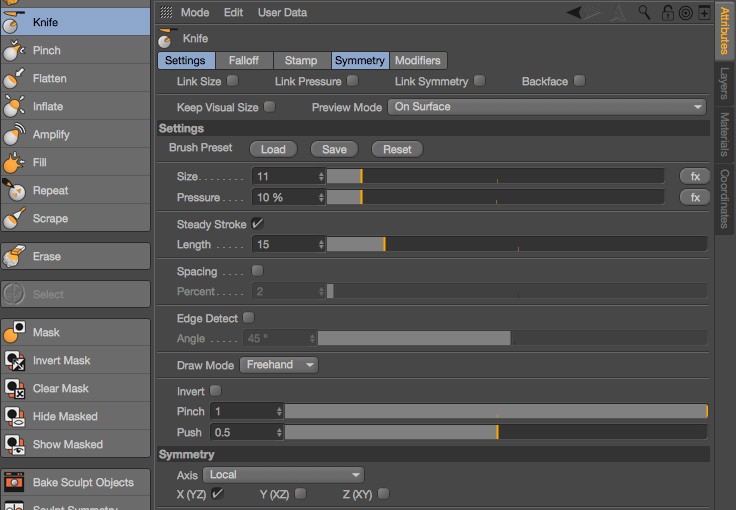 Knife
Pinch
Flatten
Inflate
Amplify
Fill
Repeat
Scrape
Erase
Select
Mask
Invert Mask
Clear Mask
Hide Masked
Show Masked
Bake Sculpt Objects
Sculpt Symmetry
Mode Edit User Data
Knife
Settings Falloff Stamp Symmetry Modifiers
Link Size Link Pressure Link Symmetry Backface
Keep Visual Size Preview Mode On Surface
Settings
Brush Preset Load Save Reset
Size........ 11 fx
Pressure.... 10 % fx
Steady Stroke
Length ..... 15
Spacing ....
Percent..... 2
Edge Detect
Angle ...... 45 °
Draw Mode Freehand
Invert
Pinch 1
Push 0.5
Symmetry
Axis Local
X (YZ) Y (XZ) Z (XY)
Attributes
Layers
Materials
Coordinates